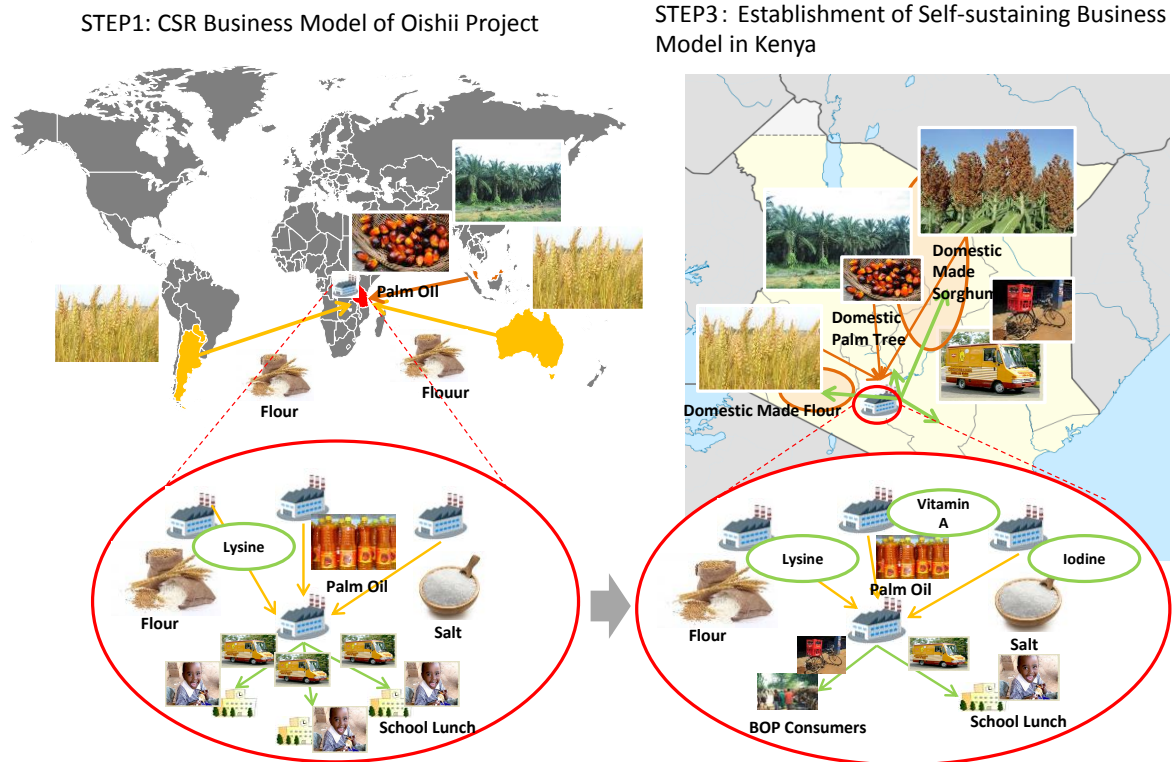 STEP1: CSR Business Model of Oishii Project
Palm Oil
Flour
Flouur
Lysine
Palm Oil
Flour
Salt
School Lunch
STEP3: Establishment of Self-sustaining Business
Model in Kenya
Domestic
Made
Sorghum
Domestic
Palm Tree
Domestic Made Flour
Vitamin
A
Lysine
Iodine
Palm Oil
Flour
Salt
BOP Consumers
School Lunch